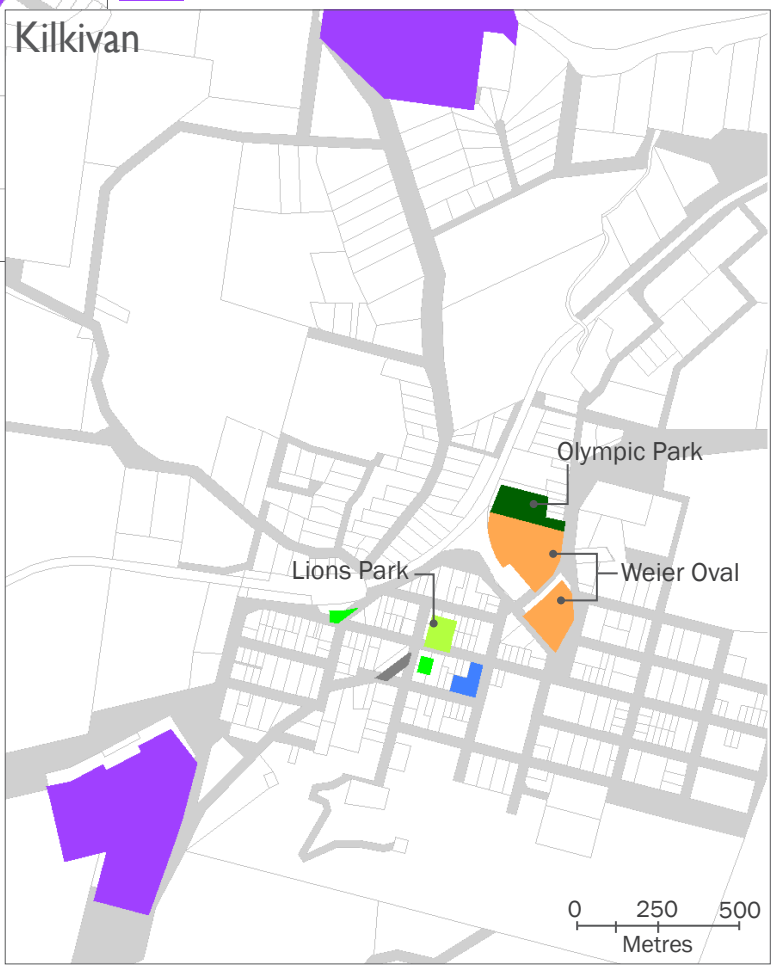 Kilkivan
Olympic Park
Lions Park
Weier Oval
0 250 500
Metres